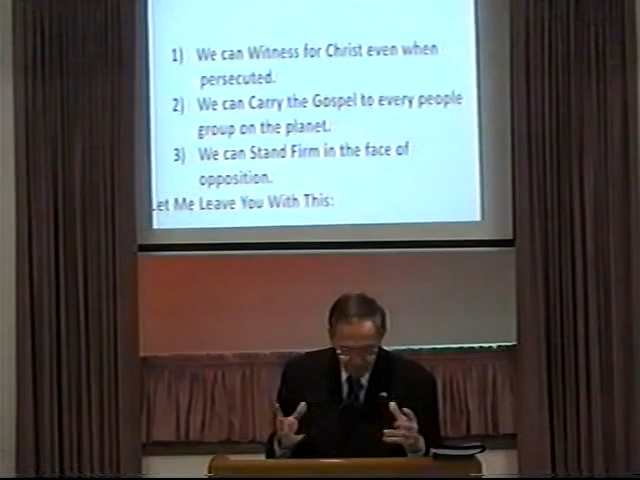 1) We can Witness for Christ even when
persecuted.
2) We can Carry the Gospel to every people
group on the planet.
3) We can Stand Firm in the face of
opposition.
Let Me Leave You With This: